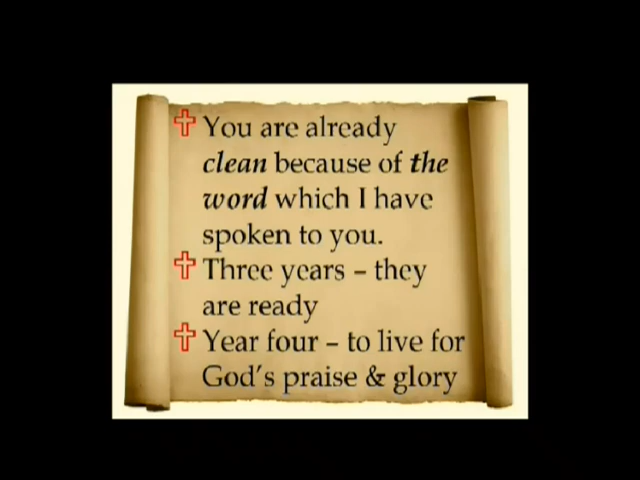 You are already
clean because of the
word which I have
spoken to you.
Three years – they
are ready
Year four – to live for
God's praise & glory